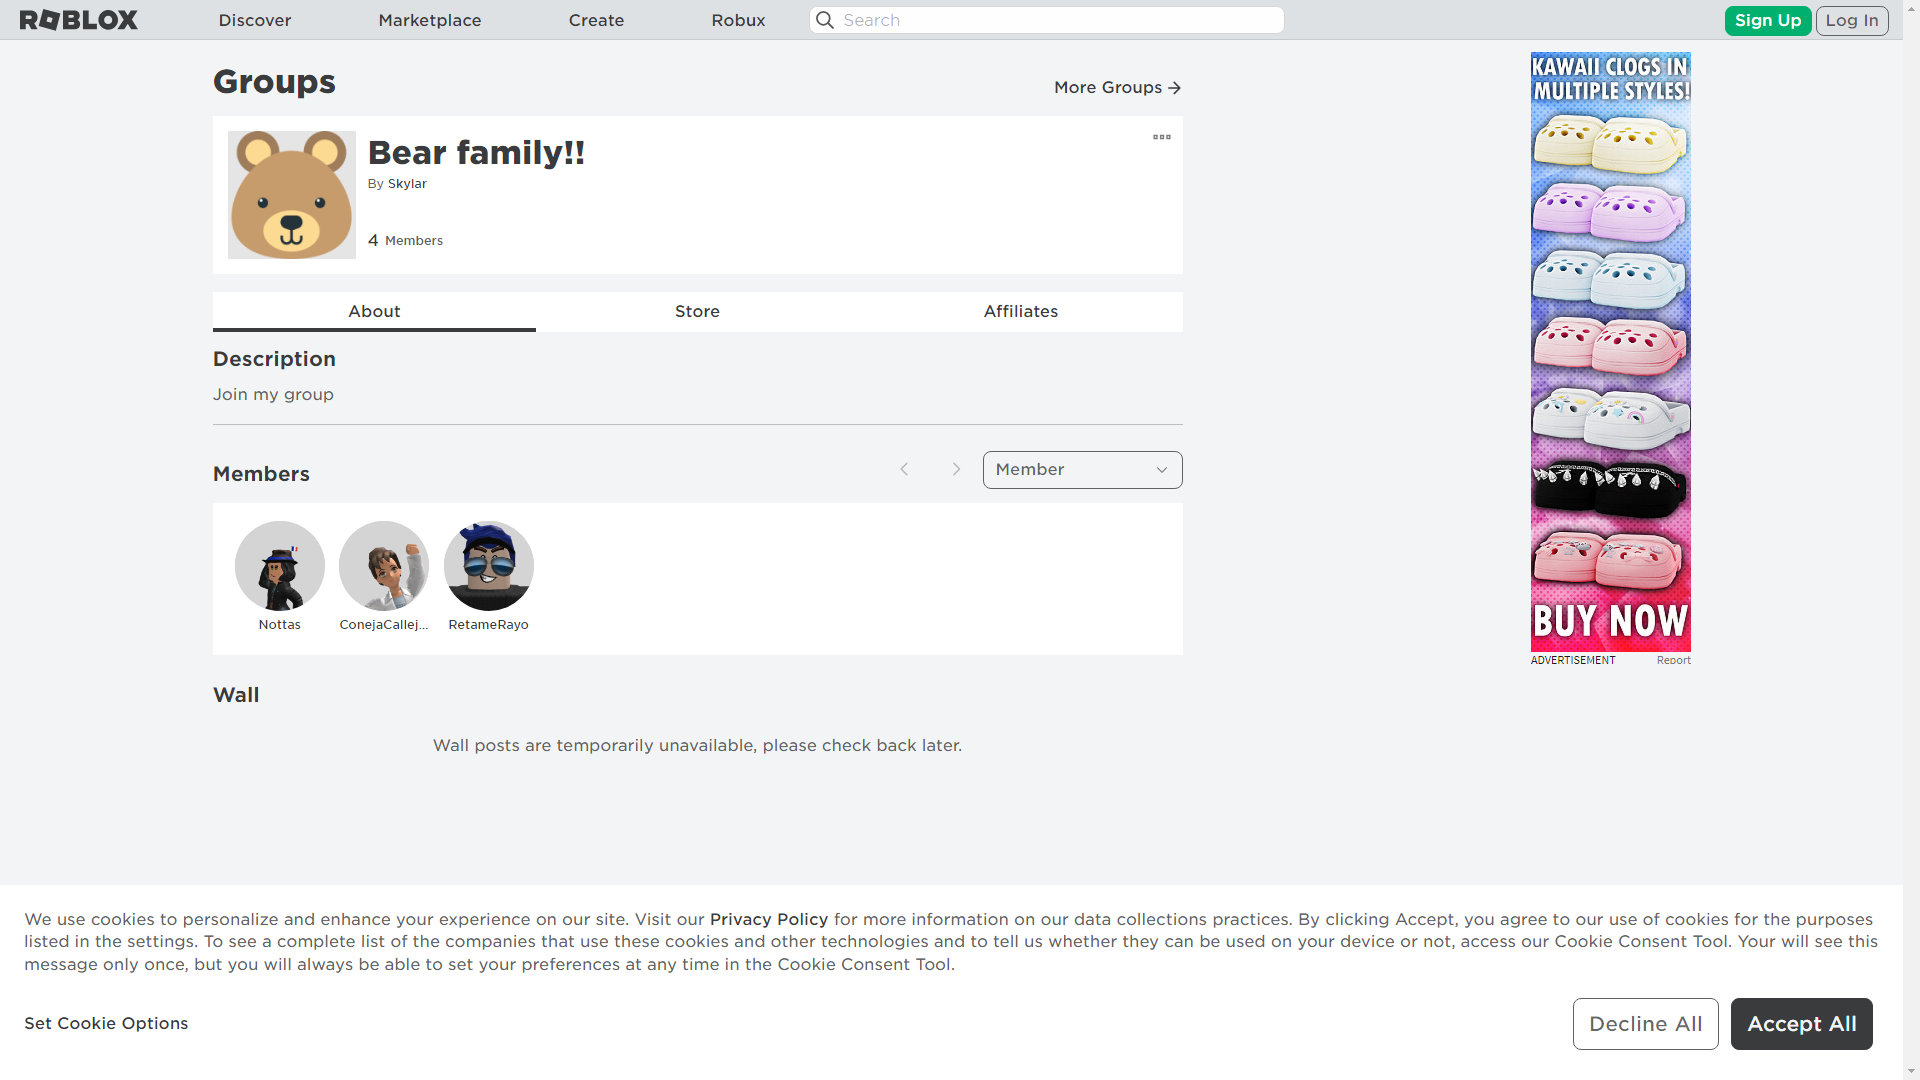 ROBLOX
Discover
Marketplace
Create
Robux
Search
Sign Up
Log In
Groups
More Groups
Bear family!!
By Skylar
4 Members
About
Store
Affiliates
Description
Join my group
Members
Member
Nottas
ConejaCallej...
RetameRayo
Wall
Wall posts are temporarily unavailable, please check back later.
KAWAII CLOGS IN
MULTIPLE STYLES!
BUY NOW
ADVERTISEMENT
Report
We use cookies to personalize and enhance your experience on our site. Visit our Privacy Policy for more information on our data collections practices. By clicking Accept, you agree to our use of cookies for the purposes
listed in the settings. To see a complete list of the companies that use these cookies and other technologies and to tell us whether they can be used on your device or not, access our Cookie Consent Tool. Your will see this
message only once, but you will always be able to set your preferences at any time in the Cookie Consent Tool.
Set Cookie Options
Decline All
Accept All